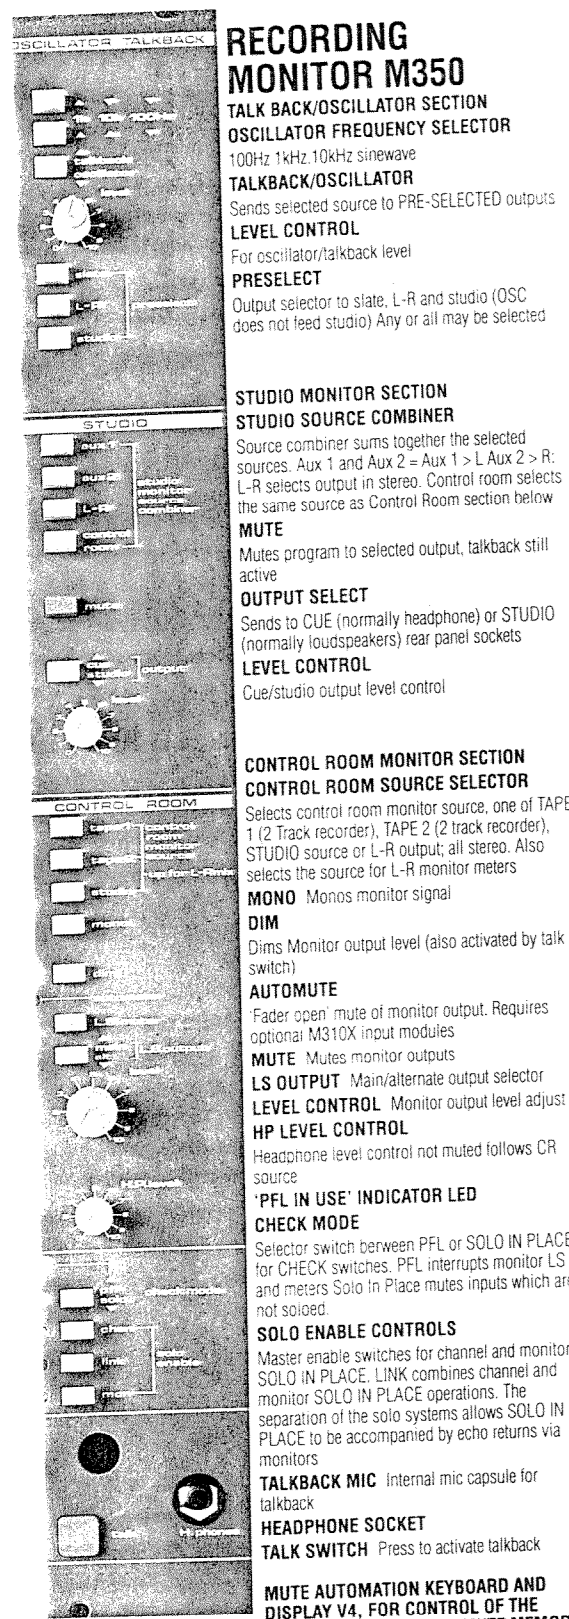 OSCILLATOR TALKBACK
RECORDING
MONITOR M350
TALK BACK/OSCILLATOR SECTION
OSCILLATOR FREQUENCY SELECTOR
100Hz 1kHz.10kHz sinewave
TALKBACK/OSCILLATOR
Sends selected source to PRE-SELECTED outputs
LEVEL CONTROL
For oscillator/talkback level
PRESELECT
Output selector to slate, L-R and studio (OSC
does not feed studio) Any or all may be selected
STUDIO
STUDIO MONITOR SECTION
STUDIO SOURCE COMBINER
Source combiner sums together the selected
sources. Aux 1 and Aux 2 = Aux 1 > L Aux 2 > R:
L-R selects output in stereo. Control room selects
the same source as Control Room section below
MUTE
Mutes program to selected output, talkback still
active
OUTPUT SELECT
Sends to CUE (normally headphone) or STUDIO
(normally loudspeakers) rear panel sockets
LEVEL CONTROL
Cue/studio output level control
CONTROL ROOM
CONTROL ROOM MONITOR SECTION
CONTROL ROOM SOURCE SELECTOR
Selects control room monitor source, one of TAPE
1 (2 Track recorder), TAPE 2 (2 track recorder),
STUDIO source or L-R output; all stereo. Also
selects the source for L-R monitor meters
MONO Monos monitor signal
DIM
Dims Monitor output level (also activated by talk
switch)
AUTOMUTE
'Fader open' mute of monitor output. Requires
optional M310X input modules
MUTE Mutes monitor outputs
LS OUTPUT Main/alternate output selector
LEVEL CONTROL Monitor output level adjust
HP LEVEL CONTROL
Headphone level control not muted follows CR
source
'PFL IN USE' INDICATOR LED
CHECK MODE
Selector switch berween PFL or SOLO IN PLACE
for CHECK switches. PFL interrupts monitor LS
and meters Solo In Place mutes inputs which are
not soloed.
SOLO ENABLE CONTROLS
Master enable switches for channel and monitor
SOLO IN PLACE. LINK combines channel and
monitor SOLO IN PLACE operations. The
separation of the solo systems allows SOLO IN
PLACE to be accompanied by echo returns via
monitors
TALKBACK MIC Internal mic capsule for
talkback
HEADPHONE SOCKET
TALK SWITCH Press to activate talkback
MUTE AUTOMATION KEYBOARD AND
DISPLAY V4, FOR CONTROL OF THE